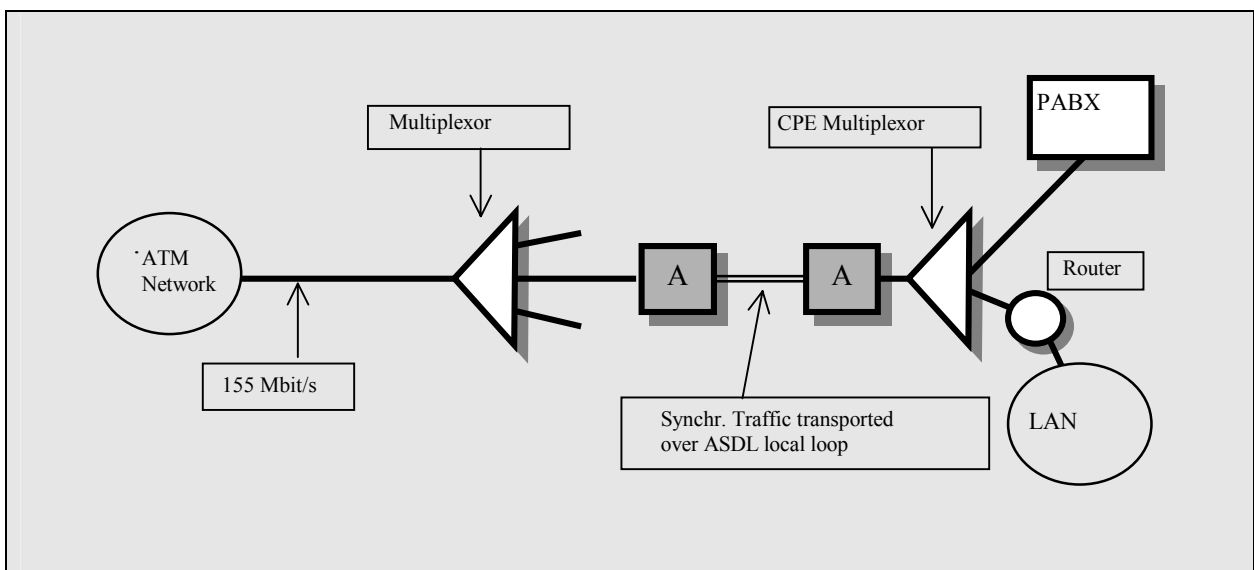 PABX
Multiplexor
CPE Multiplexor
ATM
Network
A
A
Router
155 Mbit/s
Synchr. Traffic transported
over ASDL local loop
LAN